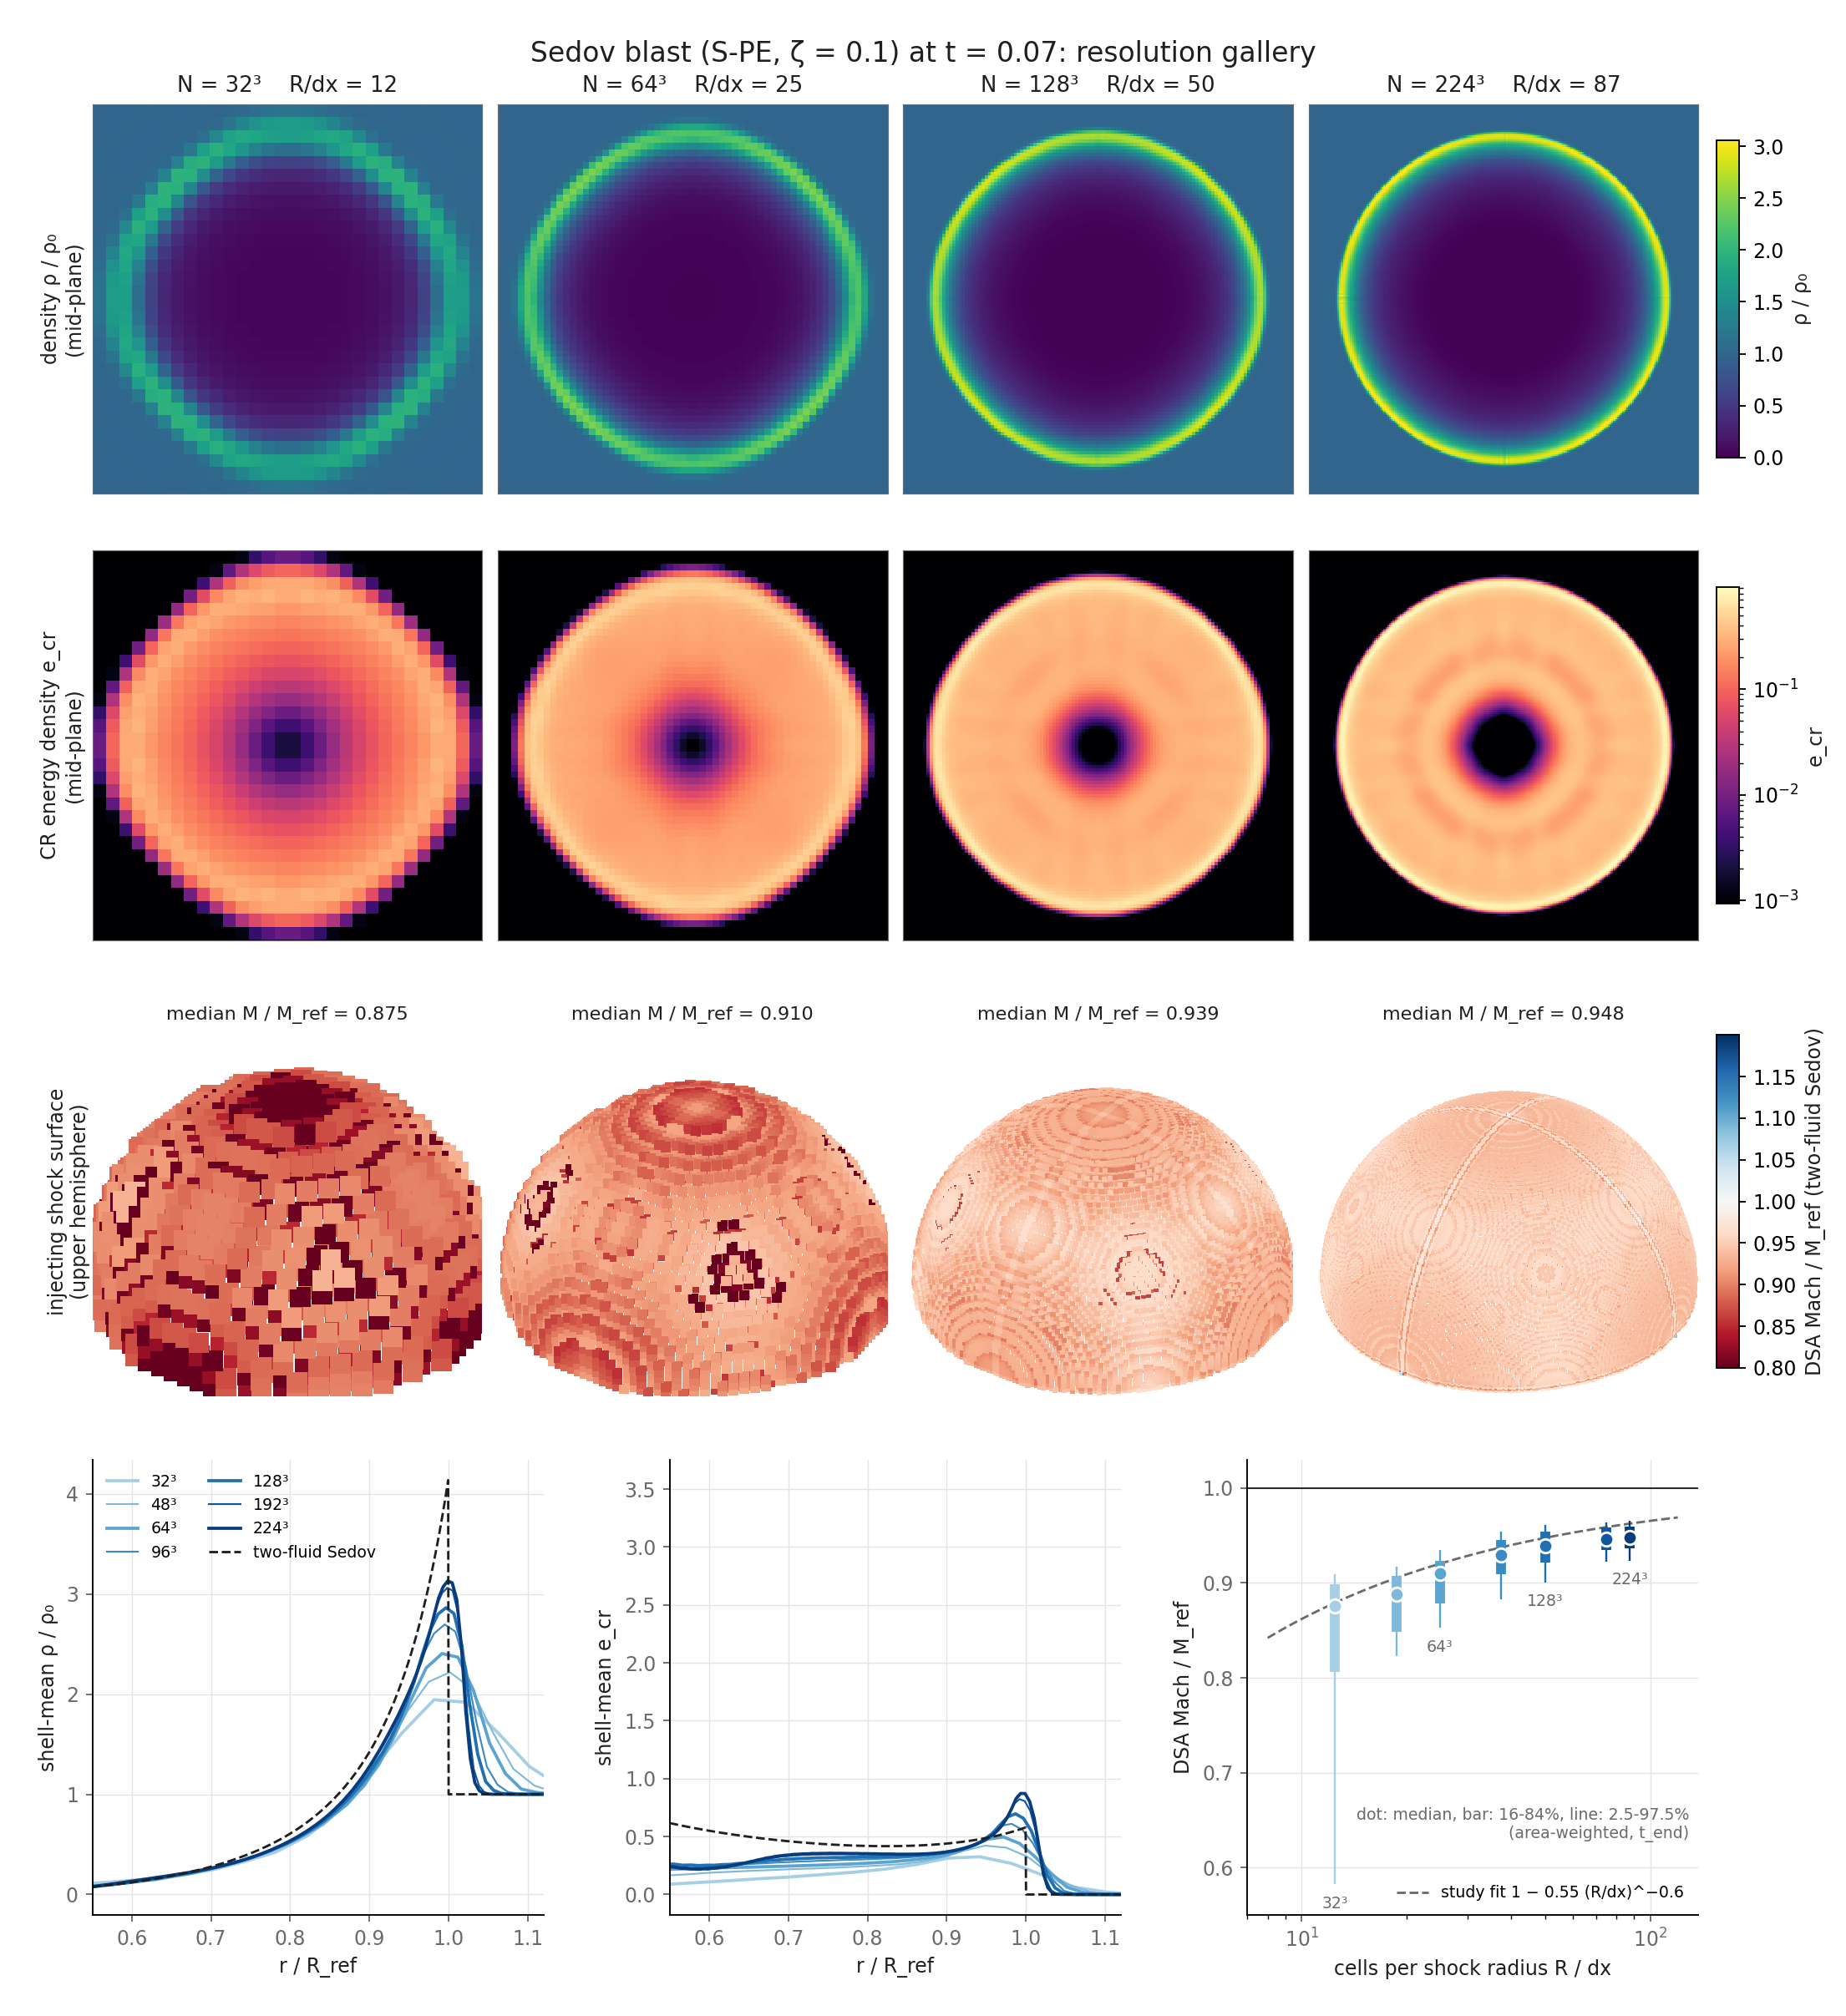 Sedov blast (S-PE, ζ = 0.1) at t = 0.07: resolution gallery
N = 32³    R/dx = 12
N = 64³    R/dx = 25
N = 128³    R/dx = 50
N = 224³    R/dx = 87
density ρ / ρ₀
(mid-plane)
3.0
2.5
2.0
1.5
1.0
0.5
0.0
ρ / ρ₀
CR energy density e_cr
(mid-plane)
10⁻¹
10⁻²
10⁻³
e_cr
median M / M_ref = 0.875
median M / M_ref = 0.910
median M / M_ref = 0.939
median M / M_ref = 0.948
injecting shock surface
(upper hemisphere)
1.15
1.10
1.05
1.00
0.95
0.90
0.85
0.80
DSA Mach / M_ref (two-fluid Sedov)
shell-mean ρ / ρ₀
4
3
2
1
0
32³
48³
64³
96³
128³
192³
224³
two-fluid Sedov
0.6
0.7
0.8
0.9
1.0
1.1
r / R_ref
shell-mean e_cr
3.5
3.0
2.5
2.0
1.5
1.0
0.5
0.0
0.6
0.7
0.8
0.9
1.0
1.1
r / R_ref
DSA Mach / M_ref
1.0
0.9
0.8
0.7
0.6
224³
128³
64³
32³
dot: median, bar: 16-84%, line: 2.5-97.5%
(area-weighted, t_end)
study fit 1 − 0.55 (R/dx)^−0.6
10¹
10²
cells per shock radius R / dx